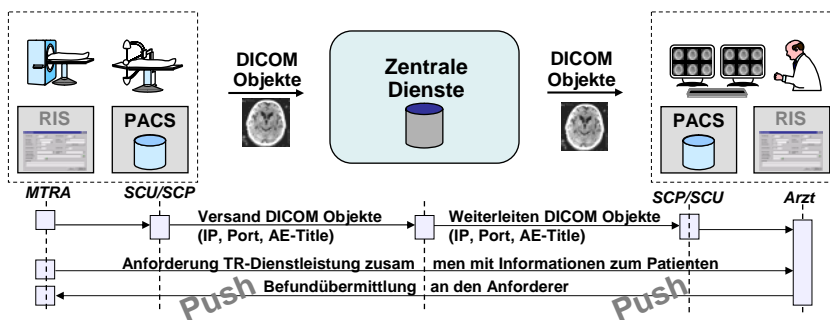 DICOM
Objekte
Zentrale
Dienste
DICOM
Objekte
RIS
PACS
PACS
RIS
MTRA
SCU/SCP
SCP/SCU
Arzt
Versand DICOM Objekte
(IP, Port, AE-Title)
Weiterleiten DICOM Objekte
(IP, Port, AE-Title)
Anforderung TR-Dienstleistung zusam men mit Informationen zum Patienten
Befundübermittlung an den Anforderer
Push
Push